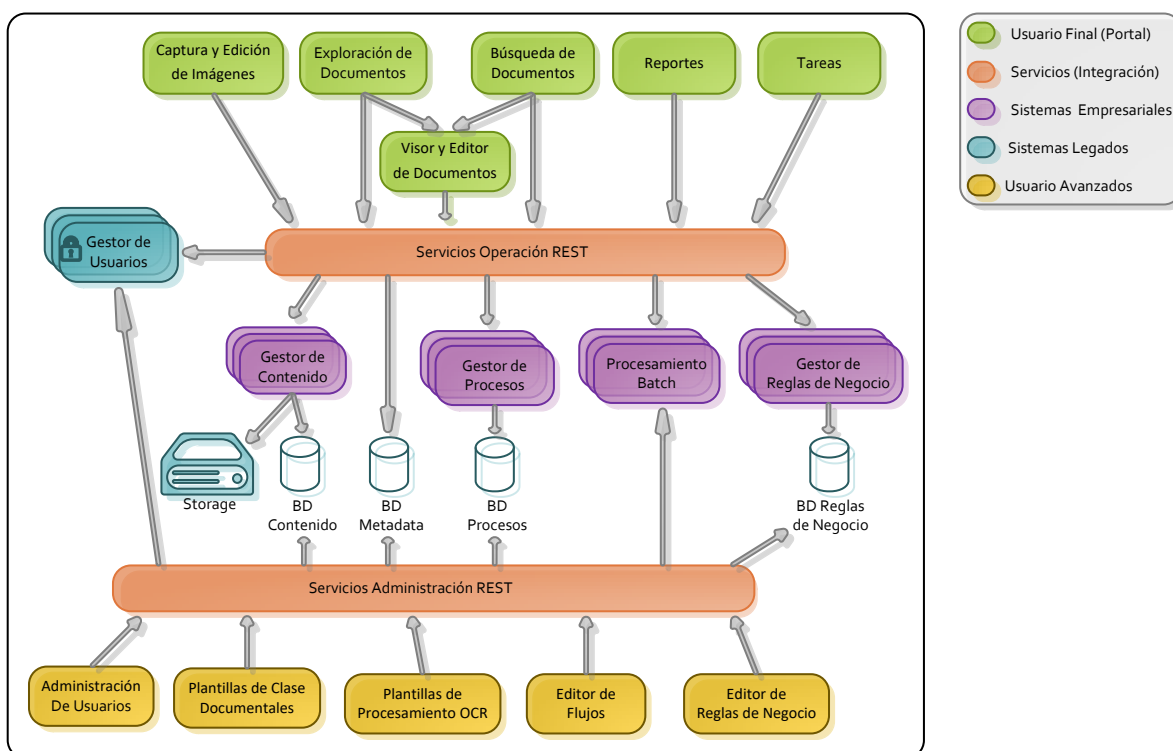 Captura y Edición
de Imágenes
Exploración de
Documentos
Búsqueda de
Documentos
Reportes
Tareas
Visor y Editor
de Documentos
Usuario Final (Portal)
Servicios (Integración)
Sistemas Empresariales
Sistemas Legados
Usuario Avanzados
Gestor de
Usuarios
Servicios Operación REST
Gestor de
Contenido
Gestor de
Procesos
Procesamiento
Batch
Gestor de
Reglas de Negocio
Storage
BD
Contenido
BD
Metadata
BD
Procesos
BD Reglas
de Negocio
Servicios Administración REST
Administración
De Usuarios
Plantillas de Clase
Documentales
Plantillas de
Procesamiento OCR
Editor de
Flujos
Editor de
Reglas de Negocio